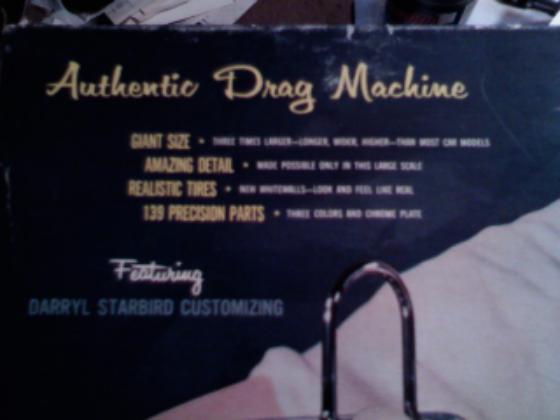 Authentic Drag Machine
GIANT SIZE • THREE TIMES LARGER—LONGER, WIDER, HIGHER—THAN MOST CAR MODELS
AMAZING DETAIL • MADE POSSIBLE ONLY IN THIS LARGE SCALE
REALISTIC TIRES • NEW WHITEWALLS—LOOK AND FEEL LIKE REAL
139 PRECISION PARTS • THREE COLORS AND CHROME PLATE
Featuring
DARRYL STARBIRD CUSTOMIZING